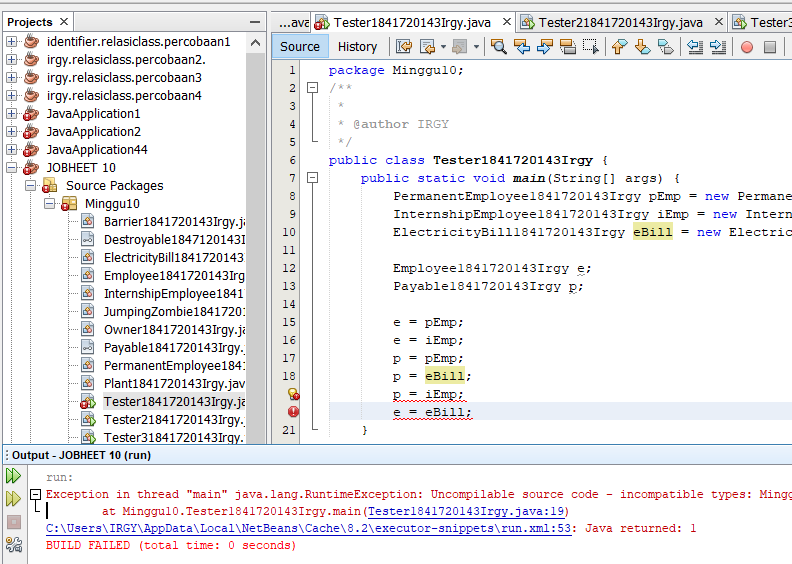 Projects
identifier.relasiclass.percobaan1
irgy.relasiclass.percobaan2.
irgy.relasiclass.percobaan3
irgy.relasiclass.percobaan4
JavaApplication1
JavaApplication2
JavaApplication44
JOBHEET 10
Source Packages
Minggu10
Barrier1841720143Irgy.ja
Destroyable1847120143I
ElectricityBill1841720143
Employee1841720143Irg
InternshipEmployee1841
JumpingZombie1841720
Owner1841720143Irgy.ja
Payable1841720143Irgy.
PermanentEmployee1841
Plant1841720143Irgy.jav
Tester1841720143Irgy.ja
Tester21841720143Irgy.j
Tester31841720143Irgy.j
...ava
Tester1841720143Irgy.java
Tester21841720143Irgy.java
Tester3
Source History
1 package Minggu10;
2 /**
3 *
4 * @author IRGY
5 */
6 public class Tester1841720143Irgy {
7 public static void main(String[] args) {
8 PermanentEmployee1841720143Irgy pEmp = new Permane
9 InternshipEmployee1841720143Irgy iEmp = new Intern
10 ElectricityBill1841720143Irgy eBill = new Electric
11
12 Employee1841720143Irgy e;
13 Payable1841720143Irgy p;
14
15 e = pEmp;
16 e = iEmp;
17 p = pEmp;
18 p = eBill;
p = iEmp;
e = eBill;
21 }
Output - JOBHEET 10 (run)
run:
Exception in thread "main" java.lang.RuntimeException: Uncompilable source code - incompatible types: Mingg
at Minggu10.Tester1841720143Irgy.main(Tester1841720143Irgy.java:19)
C:\Users\IRGY\AppData\Local\NetBeans\Cache\8.2\executor-snippets\run.xml:53: Java returned: 1
BUILD FAILED (total time: 0 seconds)